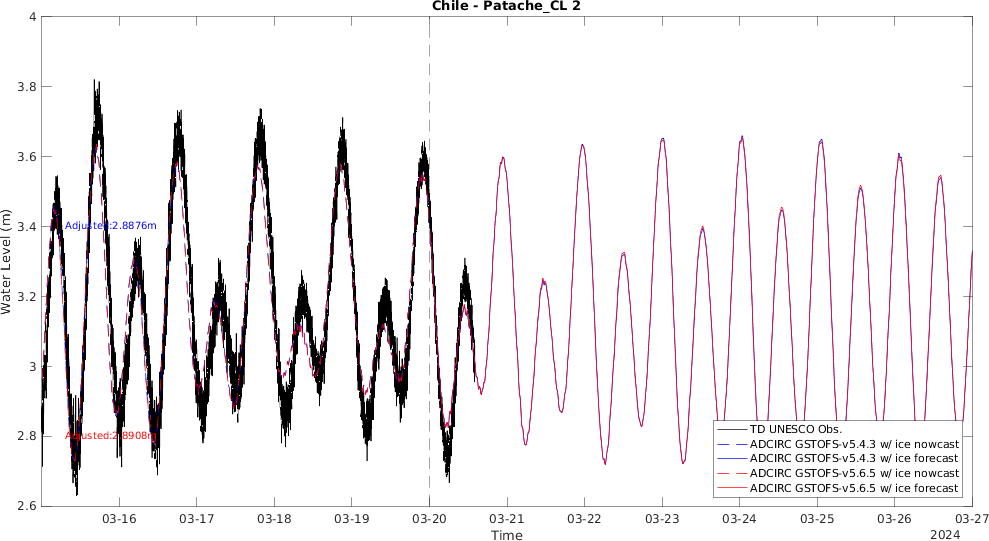 Chile - Patache_CL 2
4
3.8
3.6
3.4
3.2
3
2.8
2.6
Water Level (m)
Adjusted:2.8876m
Adjusted:2.8908m
TD UNESCO Obs.
ADCIRC GSTOFS-v5.4.3 w/ ice nowcast
ADCIRC GSTOFS-v5.4.3 w/ ice forecast
ADCIRC GSTOFS-v5.6.5 w/ ice nowcast
ADCIRC GSTOFS-v5.6.5 w/ ice forecast
03-16 03-17 03-18 03-19 03-20 03-21 03-22 03-23 03-24 03-25 03-26 03-27
Time
2024